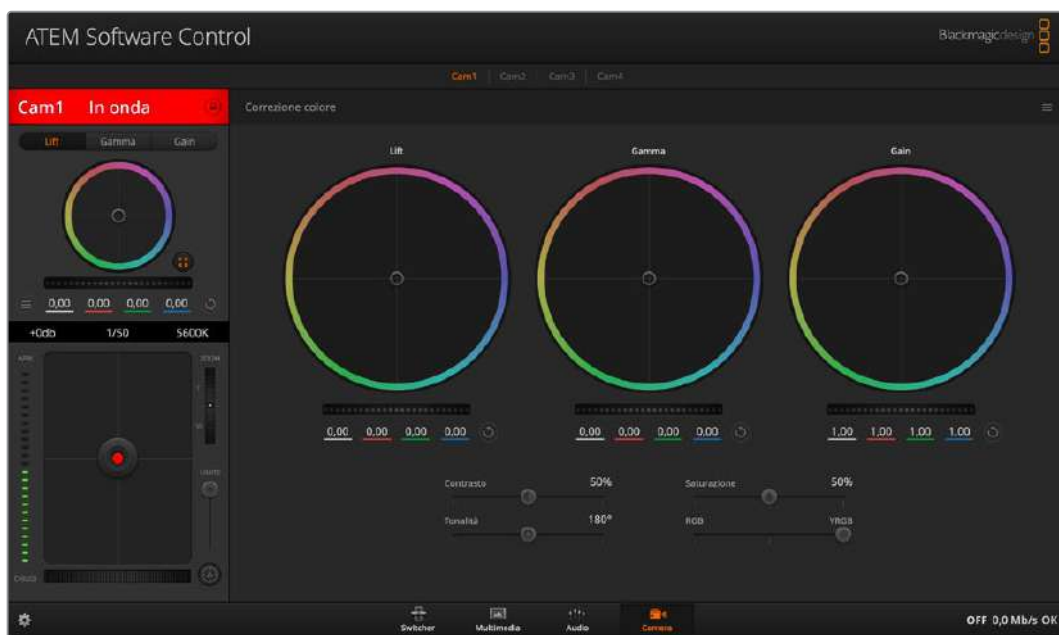 ATEM Software Control
Blackmagicdesign
Cam1 Cam2 Cam3 Cam4
Cam1 In onda
Correzione colore
Lift Gamma Gain
Lift Gamma Gain
0,00 0,00 0,00 0,00
+0db 1/50 5600K
ZOOM
0,00 0,00 0,00 0,00
0,00 0,00 0,00 0,00
1,00 1,00 1,00 1,00
Contrasto 50%
Saturazione 50%
Tonalità 180°
RGB YRGB
Switcher Multimedia Audio Camera
OFF 0,0 Mb/s OK